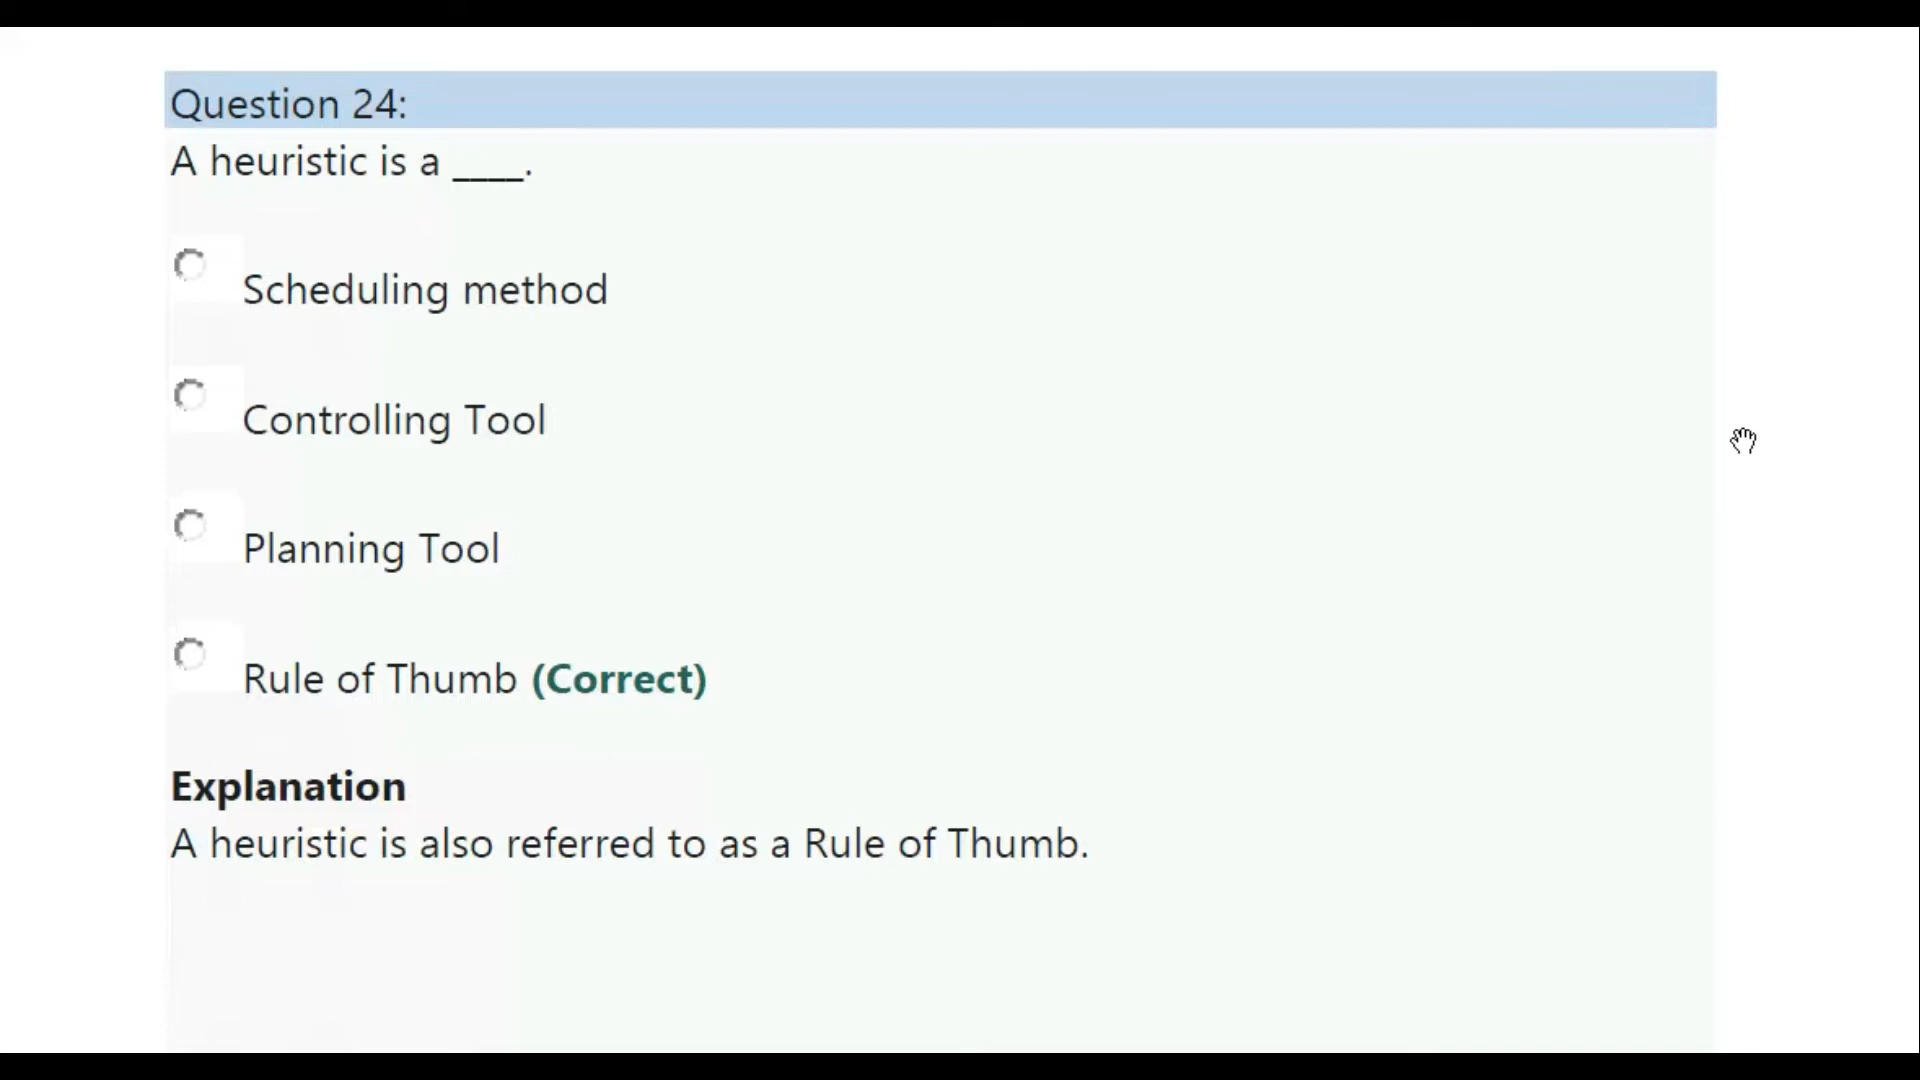 Question 24:
A heuristic is a ____.
Scheduling method
Controlling Tool
Planning Tool
Rule of Thumb (Correct)
Explanation
A heuristic is also referred to as a Rule of Thumb.